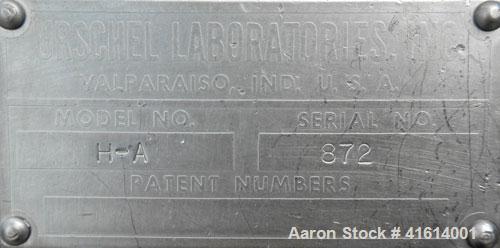 URSCHEL LABORATORIES, INC.
VALPARAISO, IND. U. S. A.
MODEL NO. SERIAL NO.
H-A 872
PATENT NUMBERS
Aaron Stock # 41614001